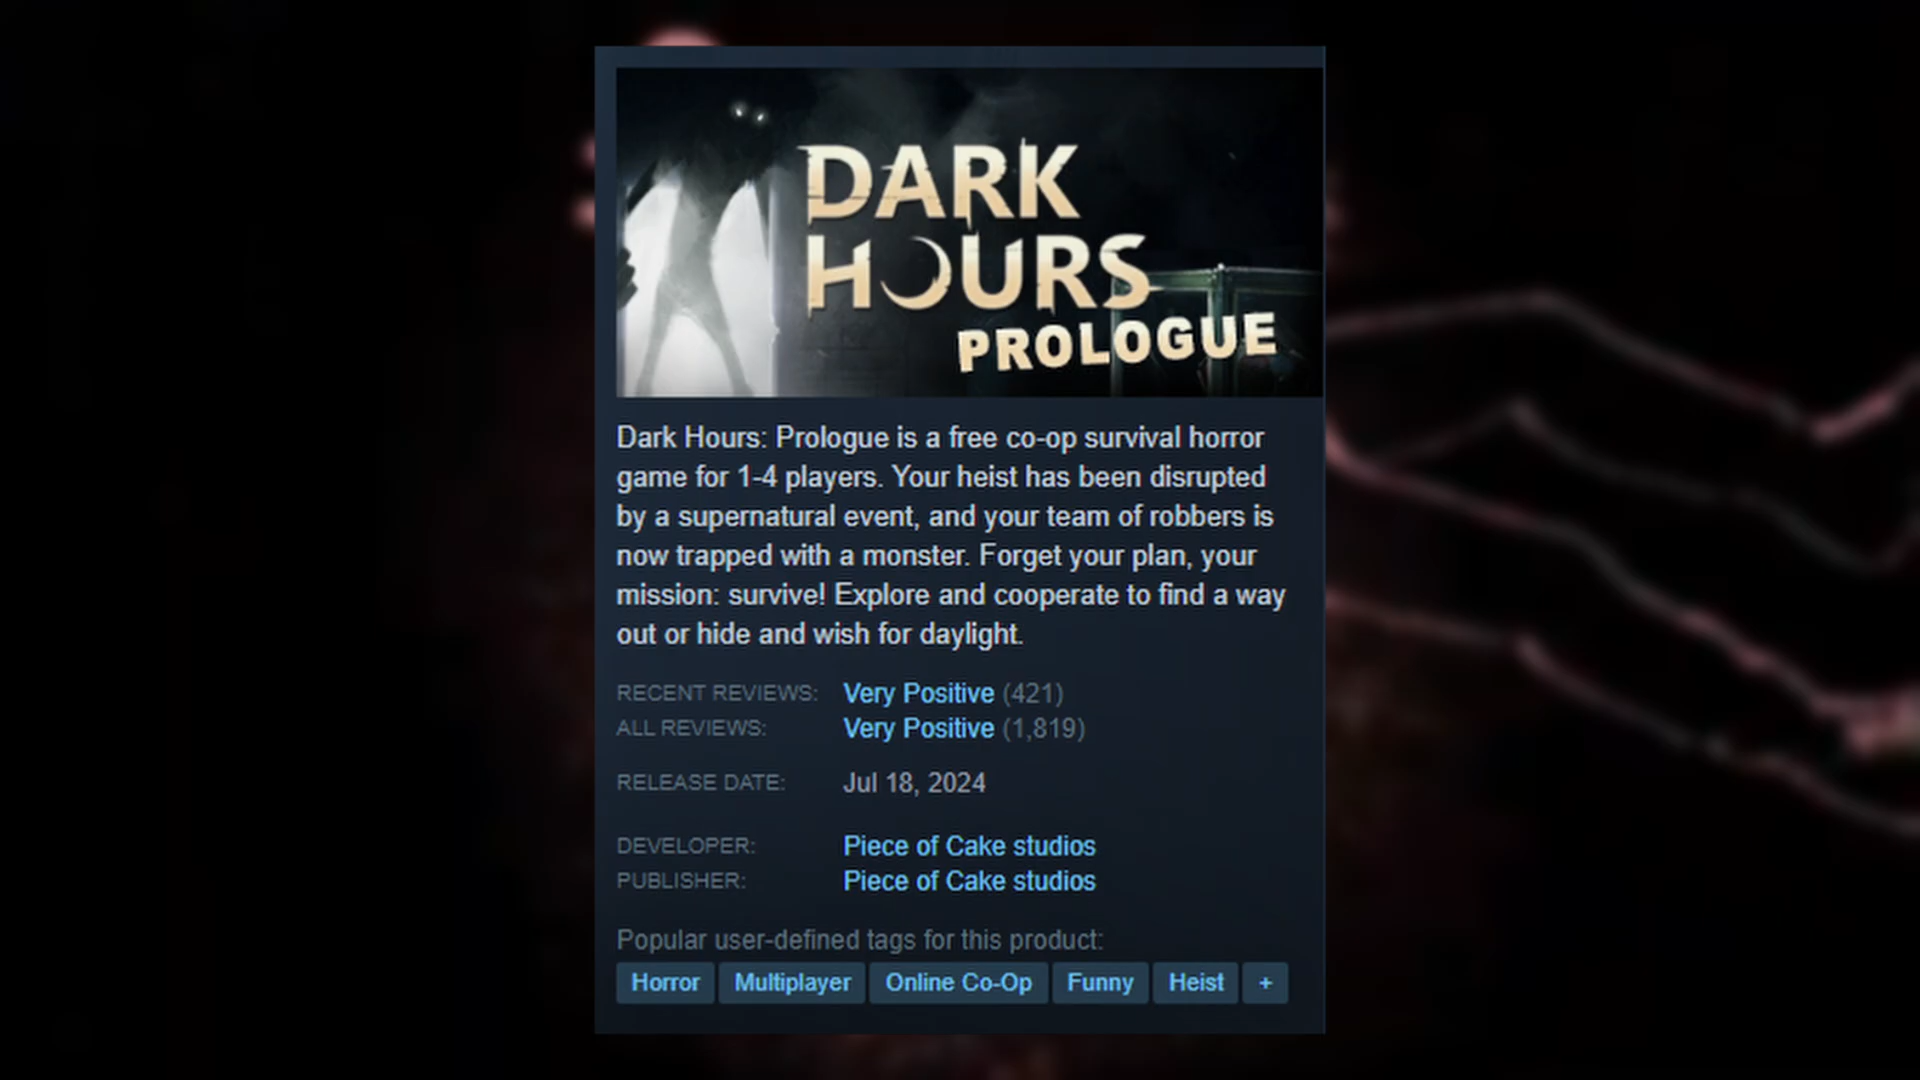 DARK
HOURS
PROLOGUE
Dark Hours: Prologue is a free co-op survival horror
game for 1-4 players. Your heist has been disrupted
by a supernatural event, and your team of robbers is
now trapped with a monster. Forget your plan, your
mission: survive! Explore and cooperate to find a way
out or hide and wish for daylight.
RECENT REVIEWS: Very Positive (421)
ALL REVIEWS: Very Positive (1,819)
RELEASE DATE: Jul 18, 2024
DEVELOPER: Piece of Cake studios
PUBLISHER: Piece of Cake studios
Popular user-defined tags for this product:
Horror Multiplayer Online Co-Op Funny Heist +